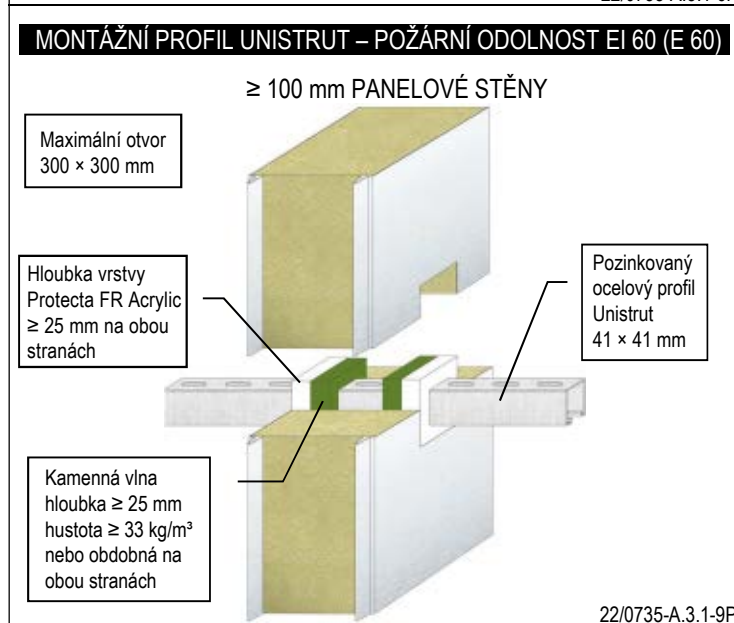 MONTÁŽNÍ PROFIL UNISTRUT – POŽÁRNÍ ODOLNOST EI 60 (E 60)
≥ 100 mm PANELOVÉ STĚNY
Maximální otvor
300 × 300 mm
Hloubka vrstvy
Protecta FR Acrylic
≥ 25 mm na obou
stranách
Pozinkovaný
ocelový profil
Unistrut
41 × 41 mm
Kamenná vlna
hloubka ≥ 25 mm
hustota ≥ 33 kg/m³
nebo obdobná na
obou stranách
22/0735-A.3.1-9P